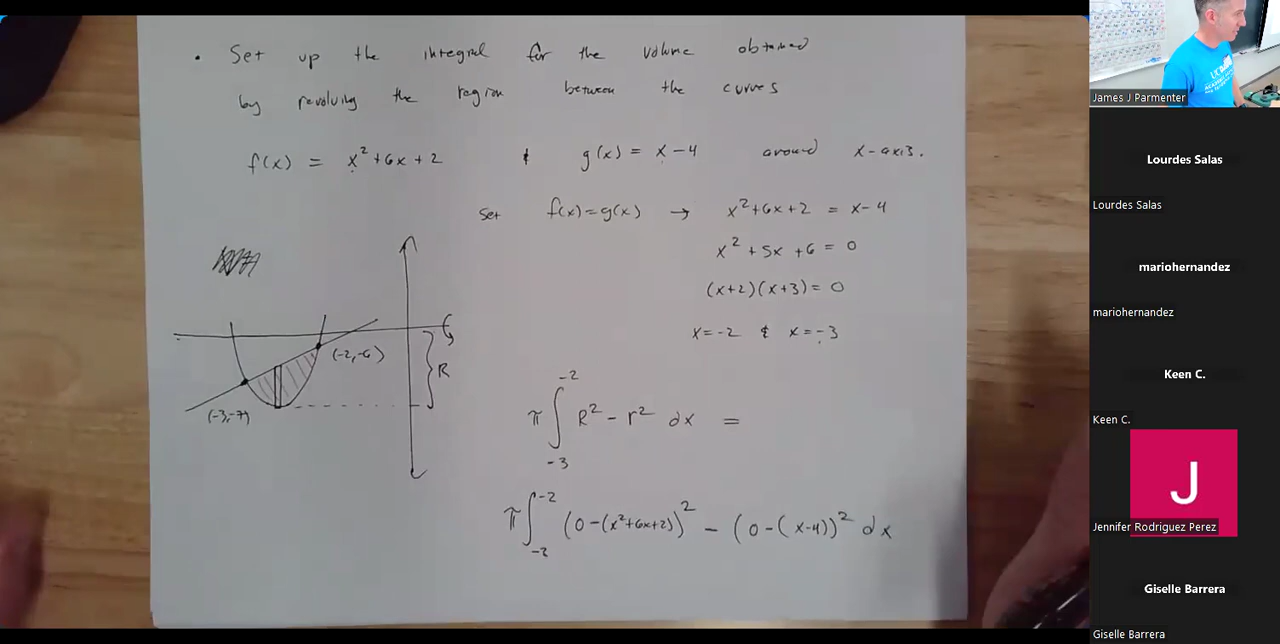 • Set up the integral for the volume obtained
by revolving the region between the curves
f(x) = x² + 6x + 2 & g(x) = x - 4 around x-axis.
Set f(x) = g(x) → x² + 6x + 2 = x - 4
x² + 5x + 6 = 0
(x+2)(x+3) = 0
x = -2 & x = -3
(-2, -6)
R
(-3, -7)
π ∫₋₃⁻² R² - r² dx =
π ∫₋₂⁻² (0 - (x² + 6x + 2))² - (0 - (x-4))² dx
James J Parmenter
Lourdes Salas
Lourdes Salas
mariohernandez
mariohernandez
Keen C.
Keen C.
J
Jennifer Rodriguez Perez
Giselle Barrera
Giselle Barrera